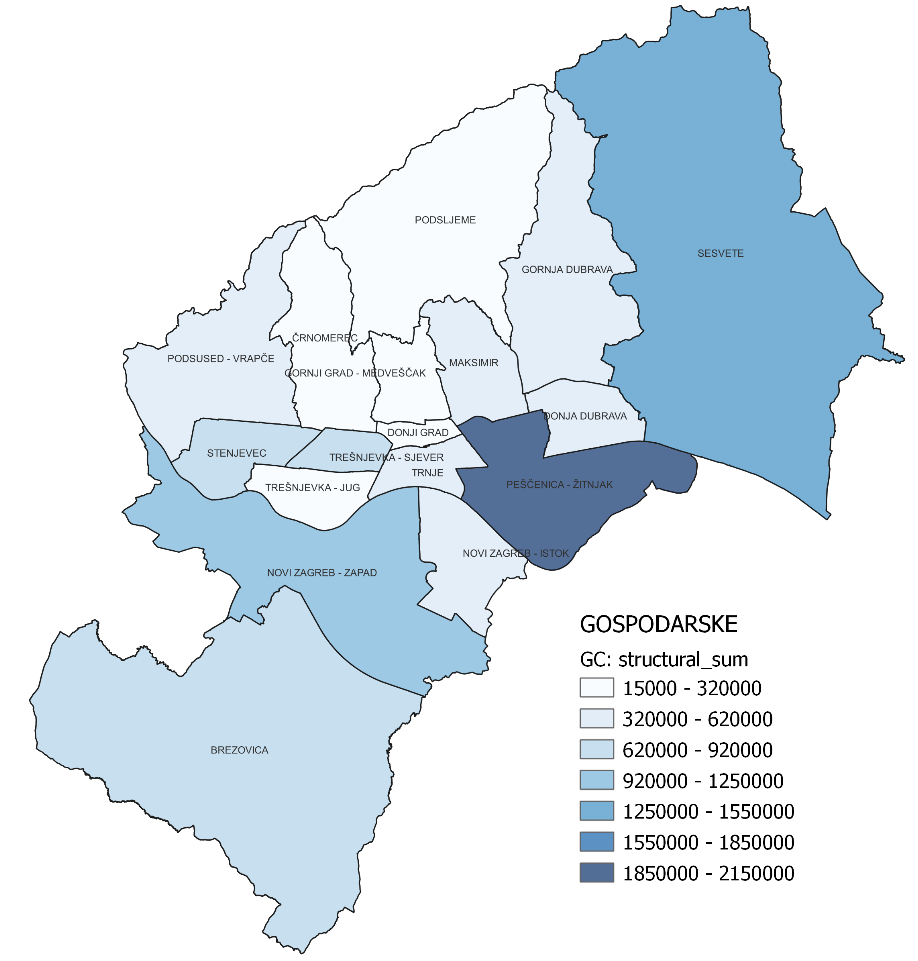 PODSLJEME
SESVETE
GORNJA DUBRAVA
ČRNOMEREC
PODSUSED - VRAPČE
MAKSIMIR
GORNJI GRAD - MEDVEŠČAK
DONJA DUBRAVA
DONJI GRAD
STENJEVEC
TREŠNJEVKA - SJEVER
TRNJE
TREŠNJEVKA - JUG
PEŠČENICA - ŽITNJAK
NOVI ZAGREB - ISTOK
NOVI ZAGREB - ZAPAD
BREZOVICA
GOSPODARSKE
GC: structural_sum
15000 - 320000
320000 - 620000
620000 - 920000
920000 - 1250000
1250000 - 1550000
1550000 - 1850000
1850000 - 2150000